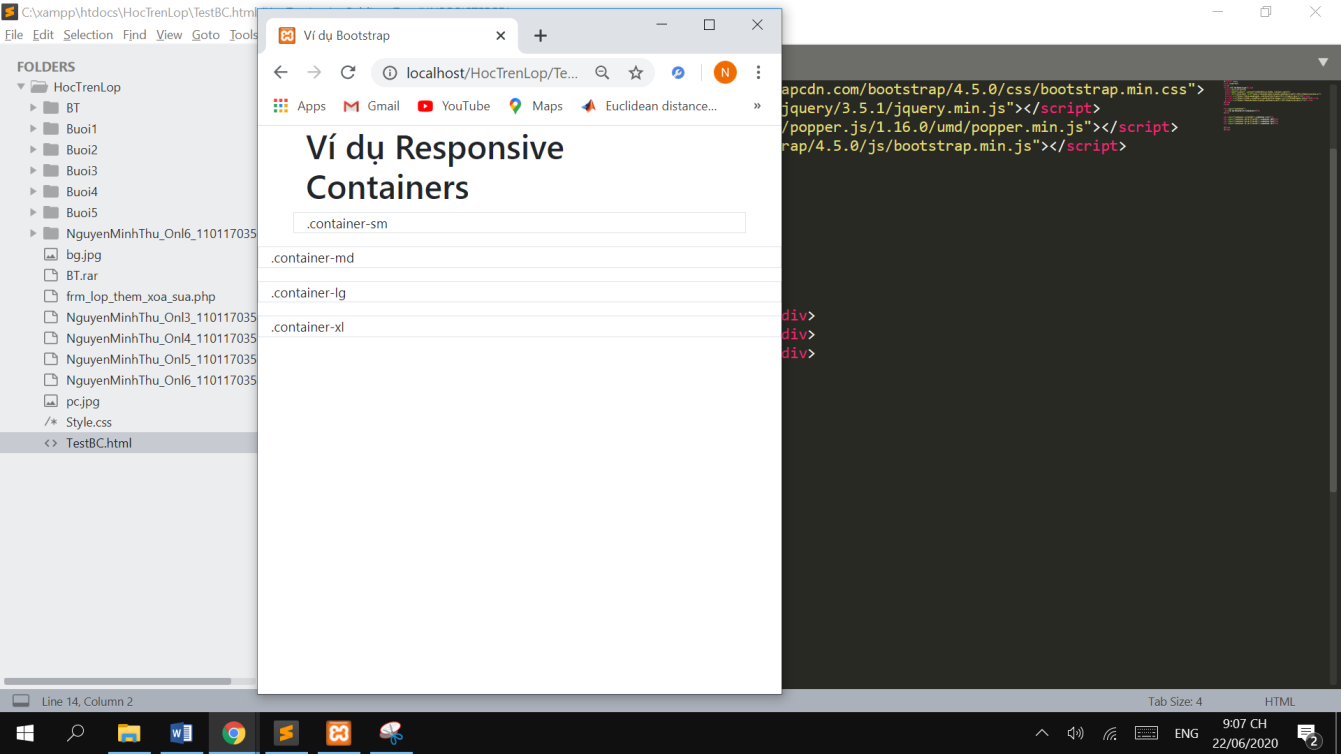 C:\xampp\htdocs\HocTrenLop\TestBC.html
File Edit Selection Find View Goto Tools
FOLDERS
HocTrenLop
BT
Buoi1
Buoi2
Buoi3
Buoi4
Buoi5
NguyenMinhThu_Onl6_110117035
bg.jpg
BT.rar
frm_lop_them_xoa_sua.php
NguyenMinhThu_Onl3_110117035
NguyenMinhThu_Onl4_110117035
NguyenMinhThu_Onl5_110117035
NguyenMinhThu_Onl6_110117035
pc.jpg
Style.css
TestBC.html
Ví dụ Bootstrap
localhost/HocTrenLop/Te...
N
Apps Gmail YouTube Maps Euclidean distance... »
Ví dụ Responsive
Containers
.container-sm
.container-md
.container-lg
.container-xl
apcdn.com/bootstrap/4.5.0/css/bootstrap.min.css">
jquery/3.5.1/jquery.min.js"></script>
/popper.js/1.16.0/umd/popper.min.js"></script>
rap/4.5.0/js/bootstrap.min.js"></script>
div>
div>
div>
Line 14, Column 2
Tab Size: 4
HTML
ENG
9:07 CH
22/06/2020
2